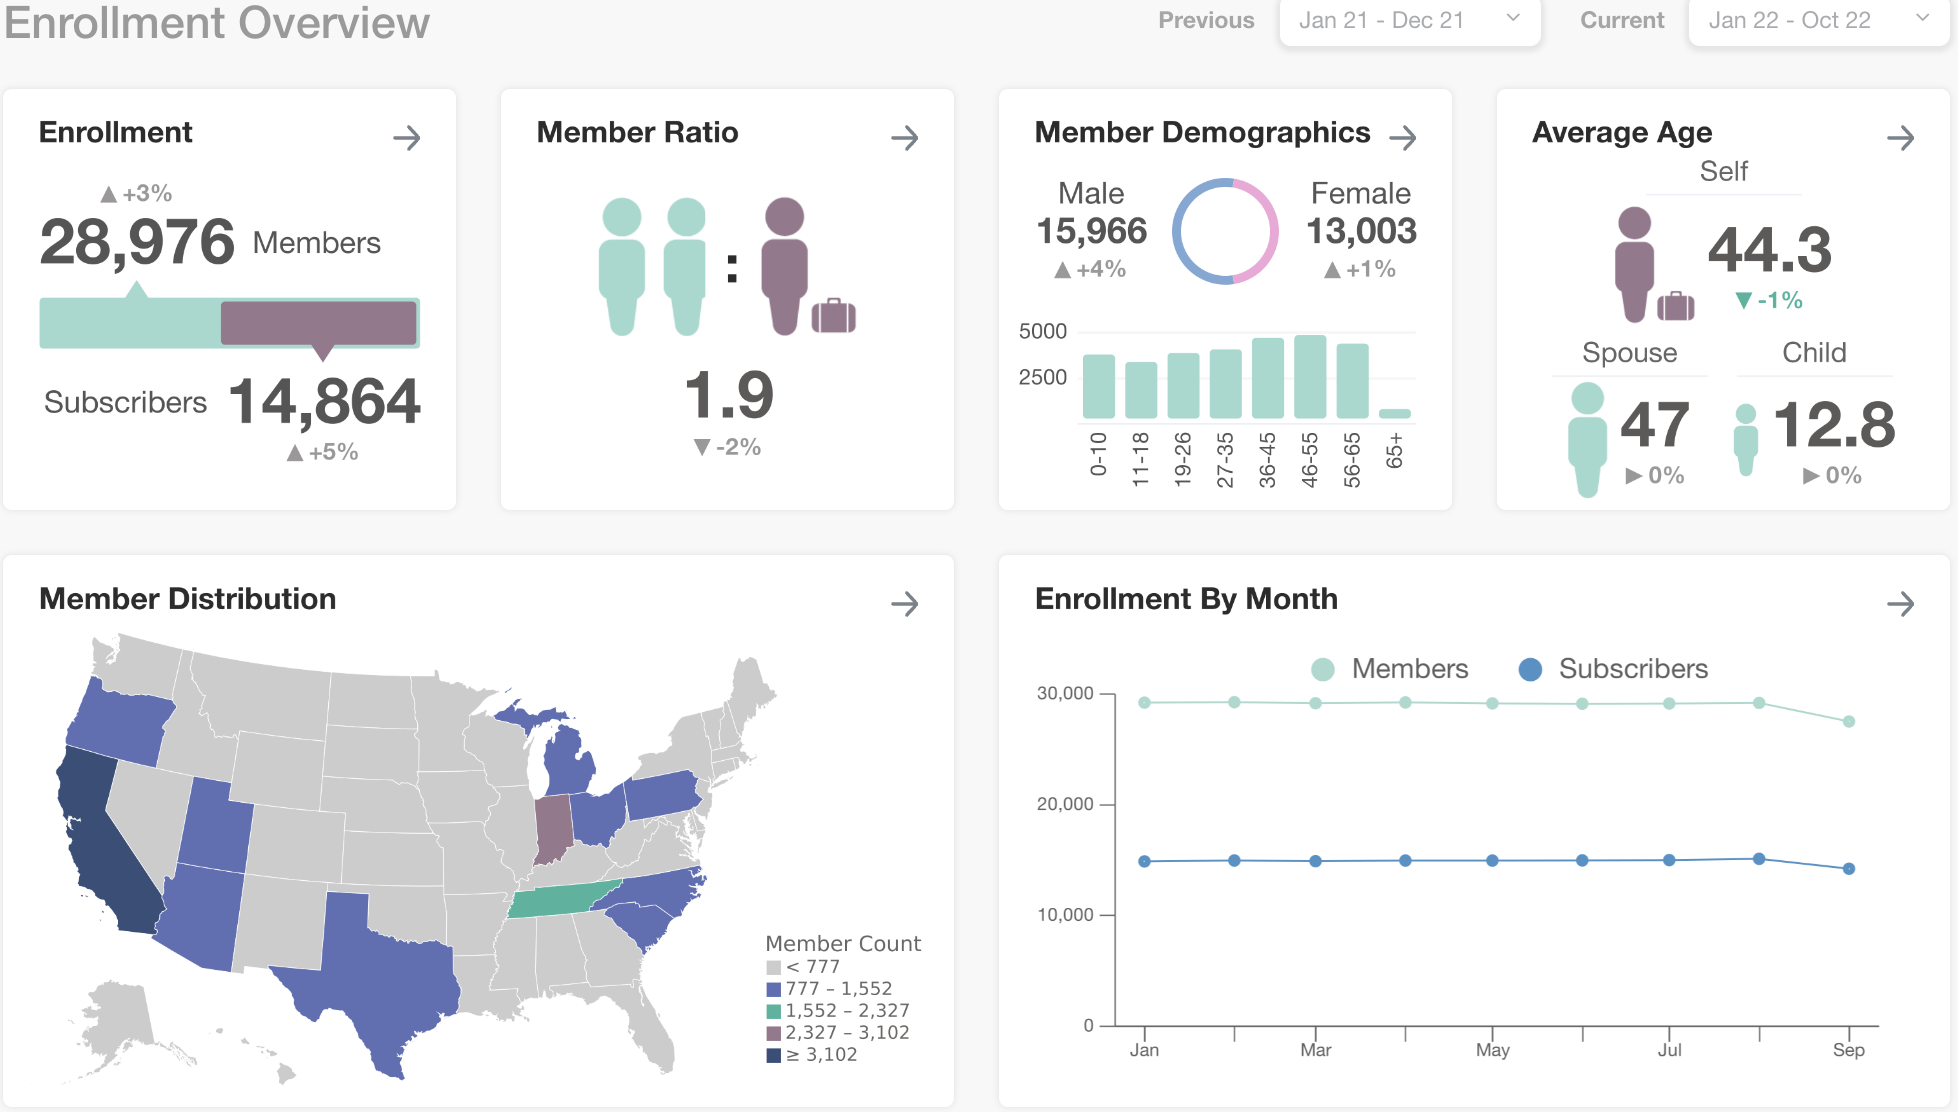 Enrollment Overview
Previous
Jan 21 - Dec 21
Current
Jan 22 - Oct 22
Enrollment
▲ +3%
28,976 Members
Subscribers 14,864
▲ +5%
Member Ratio
:
1.9
▼ -2%
Member Demographics
Male
15,966
▲ +4%
Female
13,003
▲ +1%
5000
2500
0-10
11-18
19-26
27-35
36-45
46-55
56-65
65+
Average Age
Self
44.3
▼ -1%
Spouse
47
▶ 0%
Child
12.8
▶ 0%
Member Distribution
Member Count
< 777
777 – 1,552
1,552 – 2,327
2,327 – 3,102
≥ 3,102
Enrollment By Month
Members
Subscribers
30,000
20,000
10,000
0
Jan
Mar
May
Jul
Sep